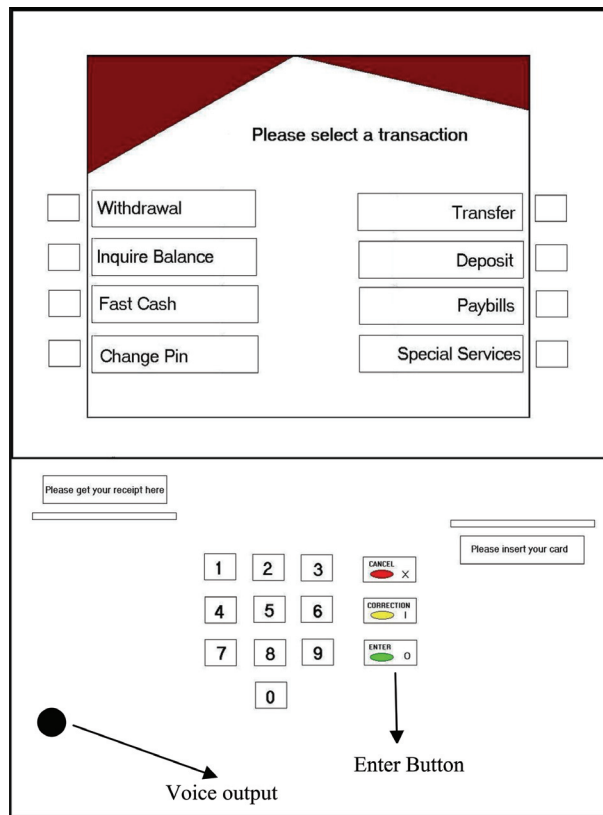 Please select a transaction
Withdrawal
Transfer
Inquire Balance
Deposit
Fast Cash
Paybills
Change Pin
Special Services
Please get your receipt here
Please insert your card
1 2 3 CANCEL X
4 5 6 CORRECTION I
7 8 9 ENTER O
0
Enter Button
Voice output